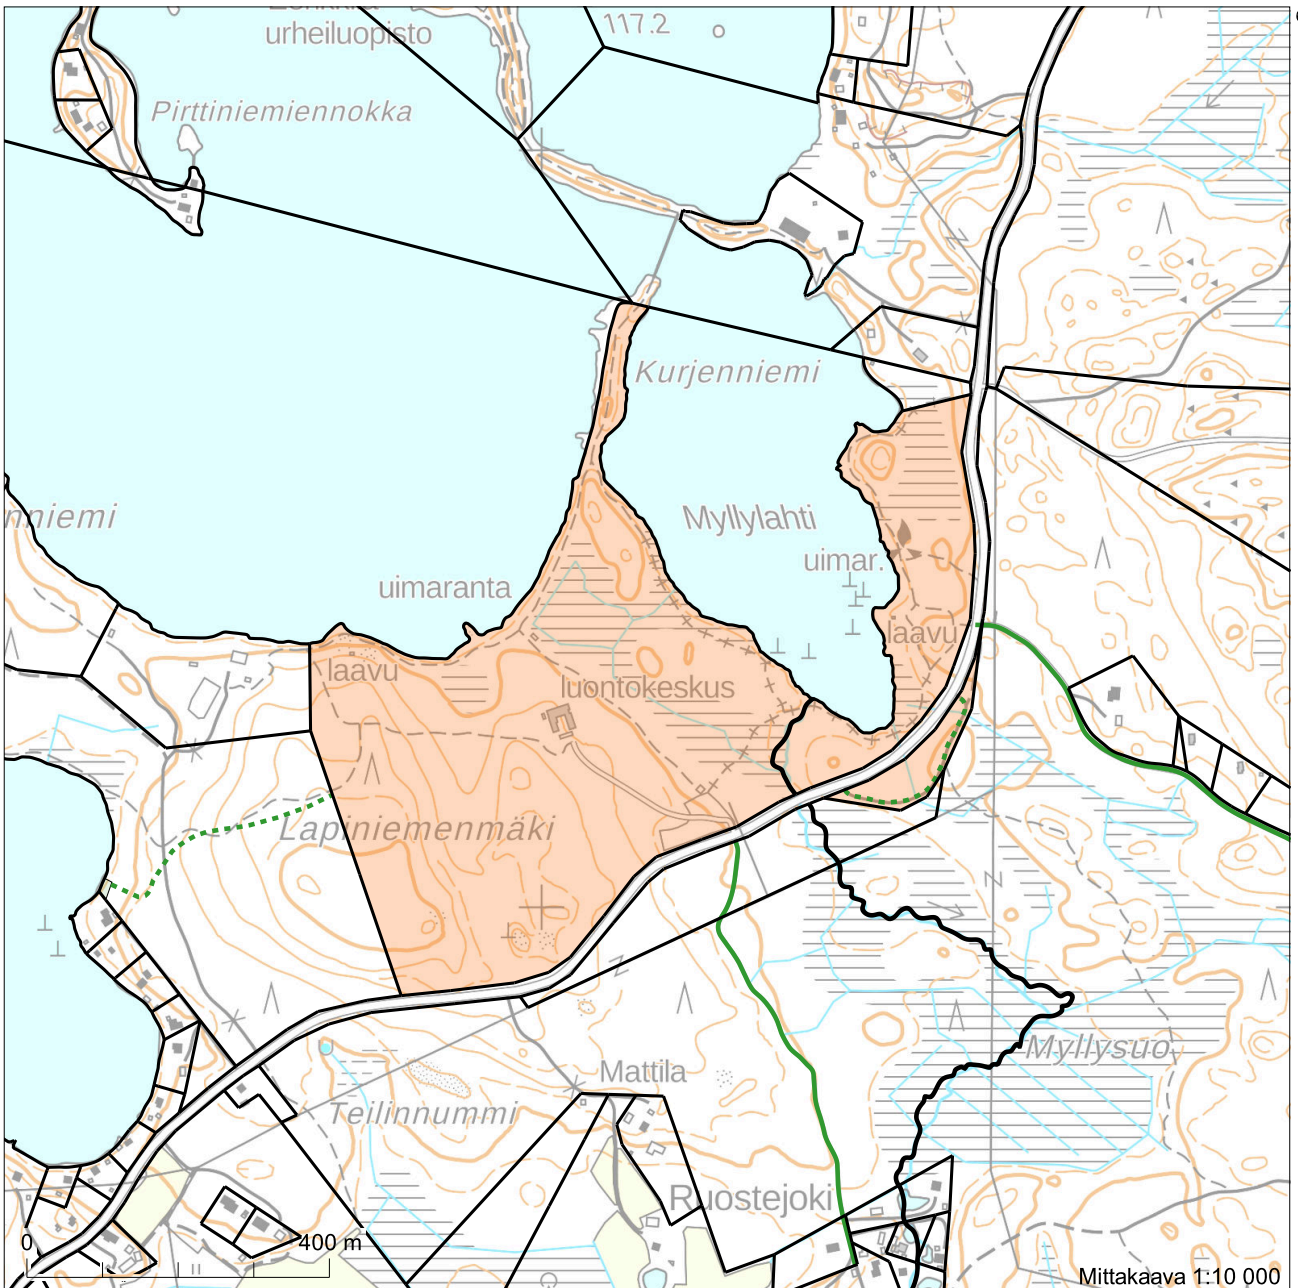 urheiluopisto
117.2
Pirttiniemiennokka
Kurjenniemi
nniemi
Myllylahti
uimar.
uimaranta
laavu
laavu
luontokeskus
Lapiniemenmäki
Myllysuo
Mattila
Teilinnummi
Ruostejoki
0 400 m
Mittakaava 1:10 000